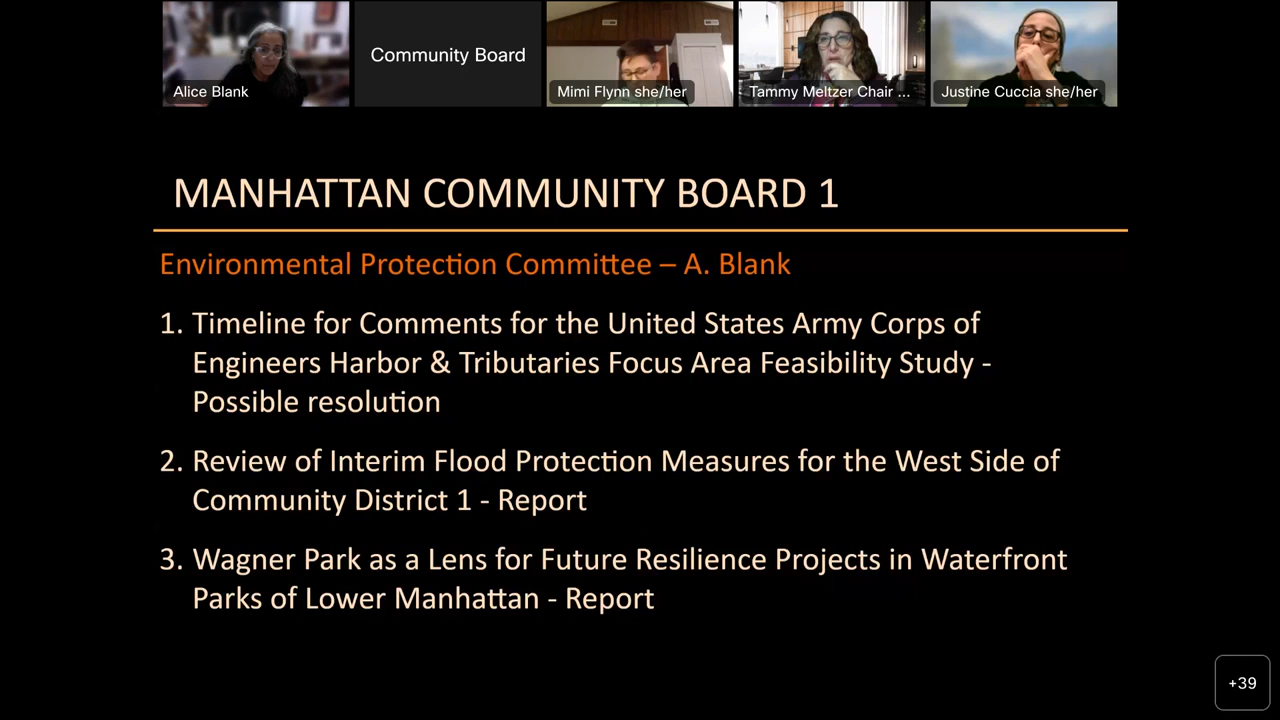 Community Board
Alice Blank
Mimi Flynn she/her
Tammy Meltzer Chair ...
Justine Cuccia she/her
MANHATTAN COMMUNITY BOARD 1
Environmental Protection Committee – A. Blank
1. Timeline for Comments for the United States Army Corps of
Engineers Harbor & Tributaries Focus Area Feasibility Study -
Possible resolution
2. Review of Interim Flood Protection Measures for the West Side of
Community District 1 - Report
3. Wagner Park as a Lens for Future Resilience Projects in Waterfront
Parks of Lower Manhattan - Report
+39